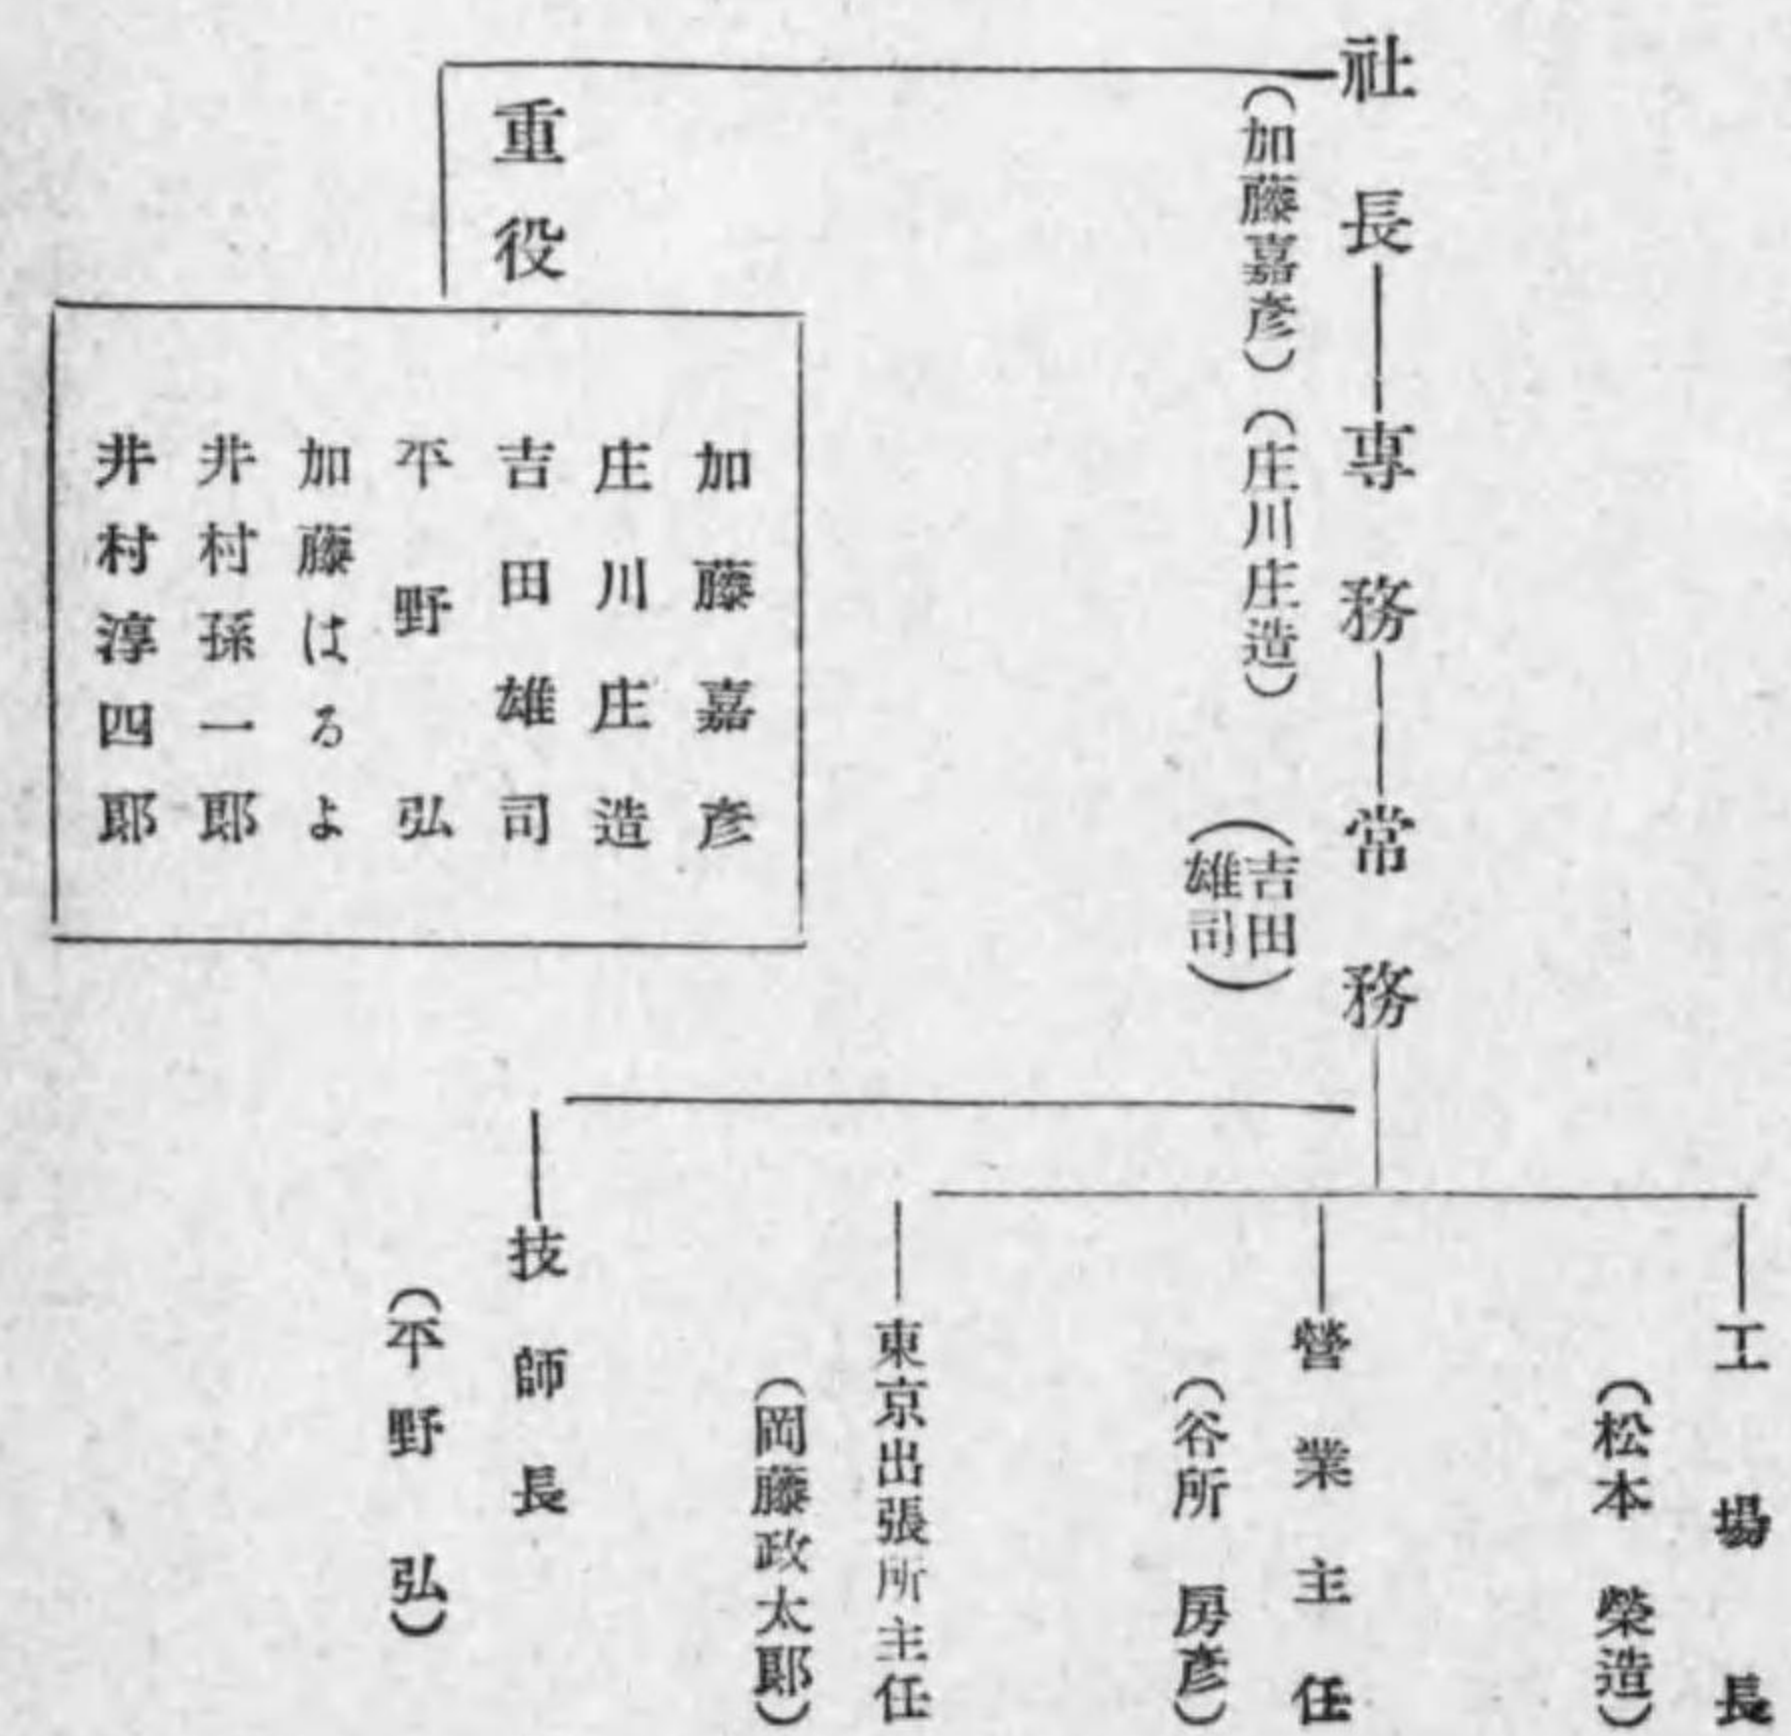 社長―專務―常務
（加藤嘉彦）（庄川庄造）（吉田雄司）
重役
加藤嘉彦
庄川庄造
吉田雄司
平野弘
加藤はるよ
井村孫一郎
井村淳四郎
工場長
（松本榮造）
營業主任
（谷所房彦）
東京出張所主任
（岡藤政太郎）
技師長
（平野弘）